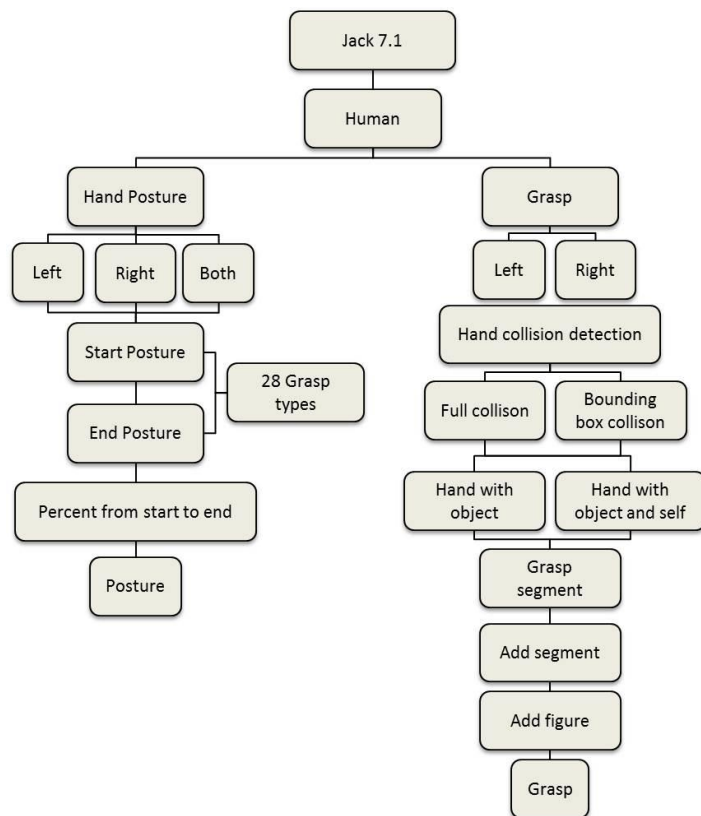 Jack 7.1
Human
Hand Posture
Grasp
Left
Right
Both
Left
Right
Start Posture
Hand collision detection
28 Grasp
types
Full collison
Bounding
box collison
End Posture
Hand with
object
Hand with
object and self
Percent from start to end
Posture
Grasp
segment
Add segment
Add figure
Grasp